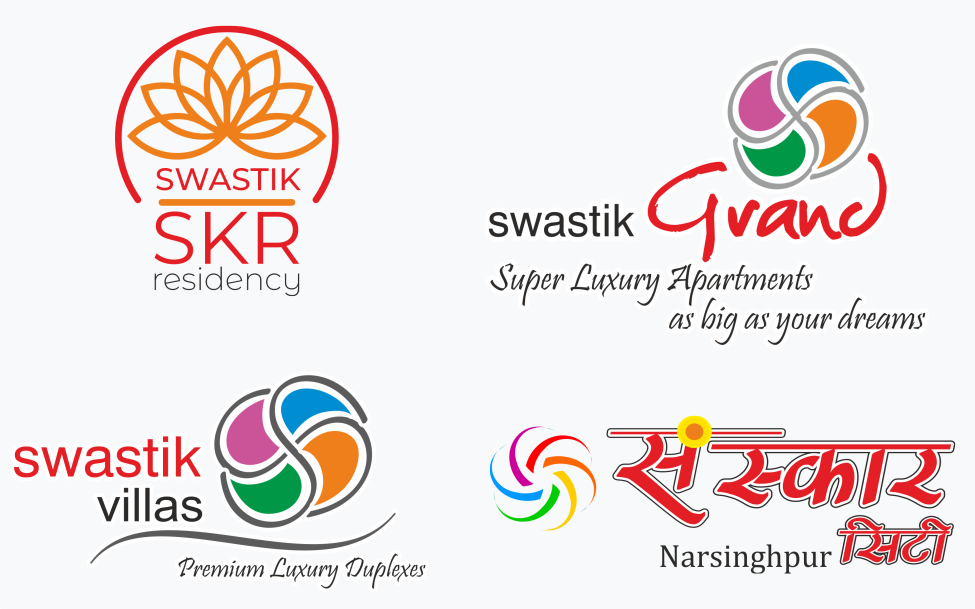 SWASTIK
SKR
residency
swastik Grand
Super Luxury Apartments
as big as your dreams
swastik
villas
Premium Luxury Duplexes
संस्कार
Narsinghpur सिटी